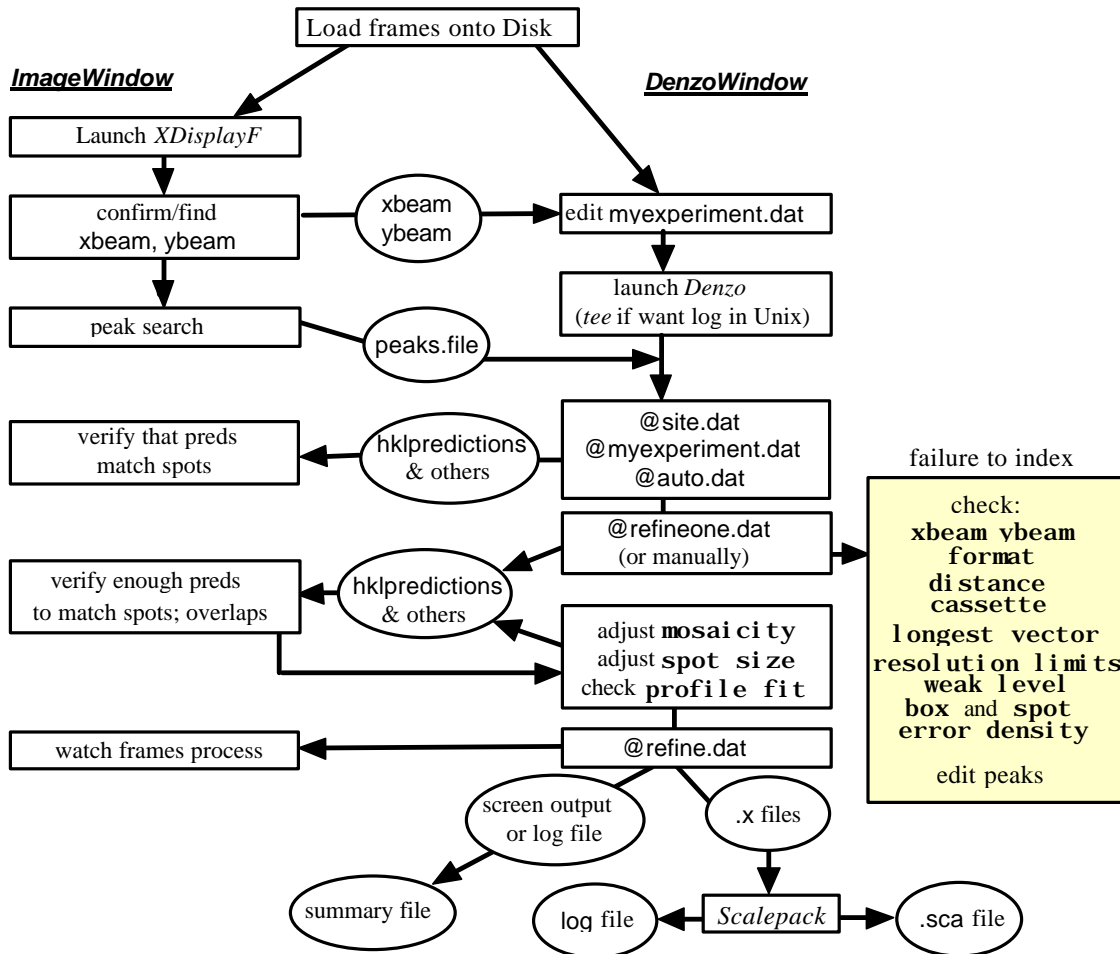 Load frames onto Disk
ImageWindow
DenzoWindow
Launch XDisplayF
confirm/find
xbeam, ybeam
xbeam
ybeam
edit myexperiment.dat
launch Denzo
(tee if want log in Unix)
peak search
peaks.file
@site.dat
@myexperiment.dat
@auto.dat
verify that preds
match spots
hklpredictions
& others
failure to index
check:
xbeam ybeam
format
distance
cassette
longest vector
resolution limits
weak level
box and spot
error density
edit peaks
@refineone.dat
(or manually)
verify enough preds
to match spots; overlaps
hklpredictions
& others
adjust mosaicity
adjust spot size
check profile fit
watch frames process
@refine.dat
screen output
or log file
.x files
summary file
log file
Scalepack
.sca file